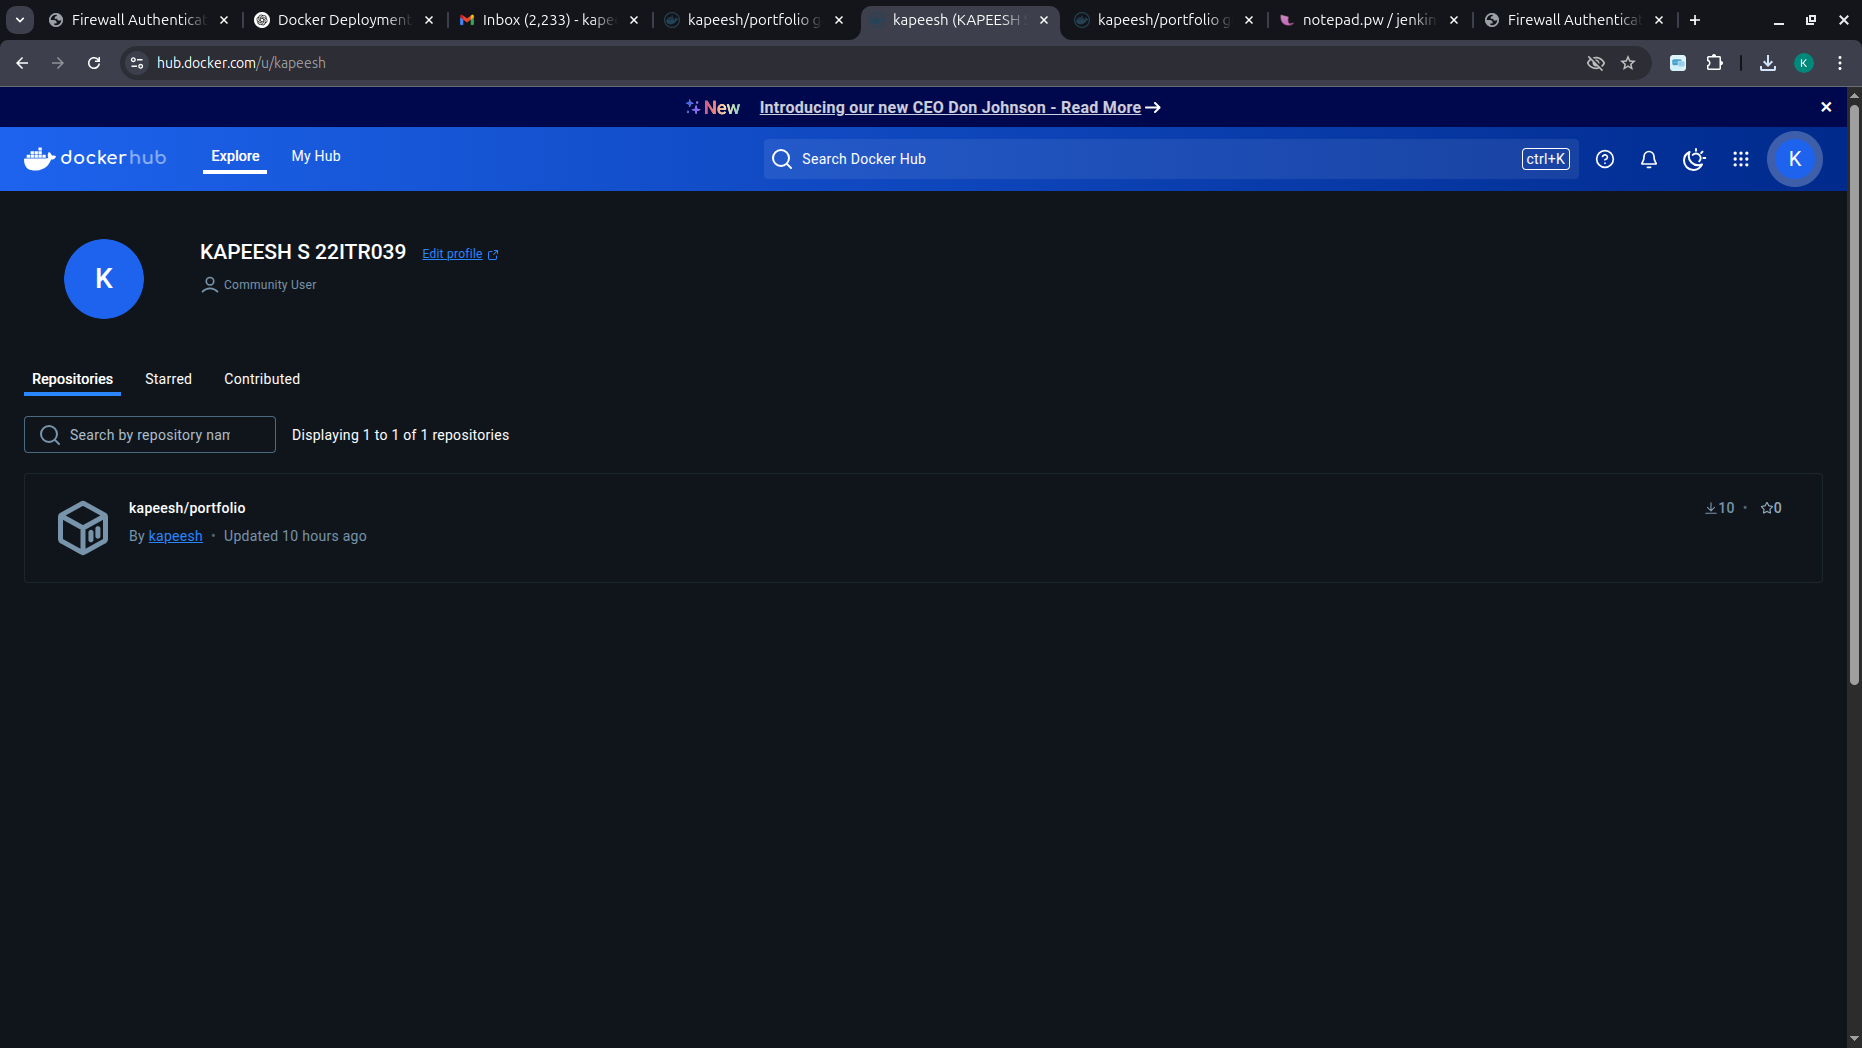 Firewall Authenticat
Docker Deployment
Inbox (2,233) - kape
kapeesh/portfolio g
kapeesh (KAPEESH S
kapeesh/portfolio g
notepad.pw / jenkin
Firewall Authenticat
hub.docker.com/u/kapeesh
K
New Introducing our new CEO Don Johnson - Read More
dockerhub
Explore
My Hub
Search Docker Hub
ctrl+K
K
K
KAPEESH S 22ITR039
Edit profile
Community User
Repositories
Starred
Contributed
Search by repository nam
Displaying 1 to 1 of 1 repositories
kapeesh/portfolio
10 · 0
By kapeesh · Updated 10 hours ago